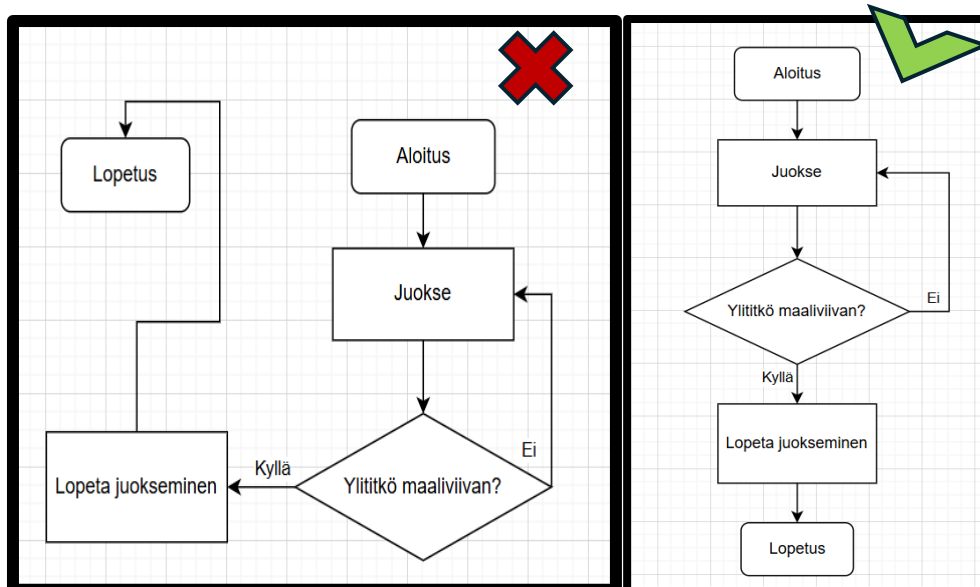 Lopetus
Aloitus
Juokse
Ylititkö maaliviivan?
Ei
Kyllä
Lopeta juokseminen
Aloitus
Juokse
Ylititkö maaliviivan?
Ei
Kyllä
Lopeta juokseminen
Lopetus